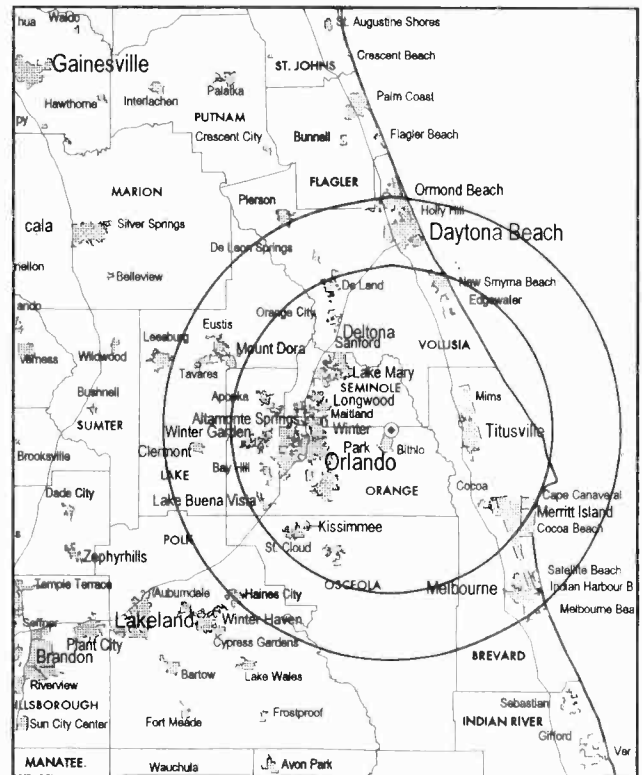 hua Waldo
St. Augustine Shores
Gainesville
Crescent Beach
ST. JOHNS
Hawthorne
Interlachen
Palatka
Palm Coast
py
PUTNAM
Crescent City
Bunnell
Flagler Beach
FLAGLER
MARION
Pierson
Ormond Beach
Holly Hill
cala
Silver Springs
Daytona Beach
De Leon Springs
nellon
Belleview
De Land
New Smyrna Beach
Edgewater
Orange City
Eustis
Deltona
Sanford
VOLUSIA
Leesburg
Wildwood
Mount Dora
Tavares
Lake Mary
SEMINOLE
Bushnell
Apopka
Longwood
Mims
Maitland
Altamonte Springs
SUMTER
Winter Garden
Winter
Titusville
Clermont
Park
Bithlo
Brooksville
Bay Hill
Orlando
LAKE
ORANGE
Cocoa
Cape Canaveral
Dade City
Lake Buena Vista
Merritt Island
Cocoa Beach
Kissimmee
POLK
St. Cloud
Zephyrhills
Satellite Beach
Temple Terrace
Auburndale
Haines City
OSCEOLA
Melbourne
Indian Harbour B
Melbourne Bea
Seffner
Lakeland
Winter Haven
Plant City
Cypress Gardens
Brandon
BREVARD
Riverview
Bartow
Lake Wales
LLSBOROUGH
Sebastian
Sun City Center
Fort Meade
Frostproof
INDIAN RIVER
Gifford
MANATEE
Wauchula
Avon Park
Ver